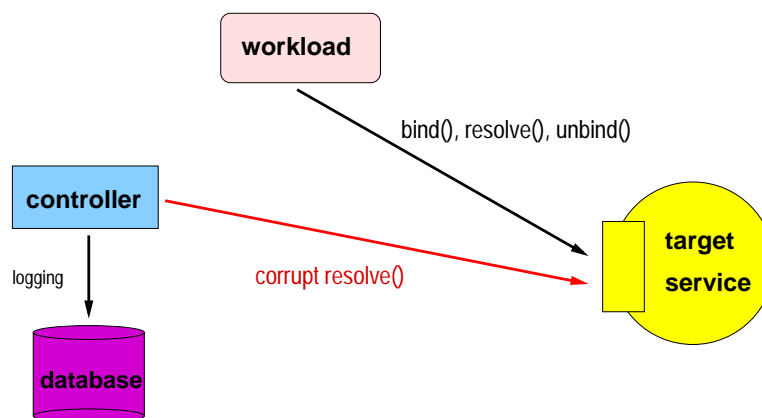 workload
bind(), resolve(), unbind()
controller
target
service
logging
corrupt resolve()
database